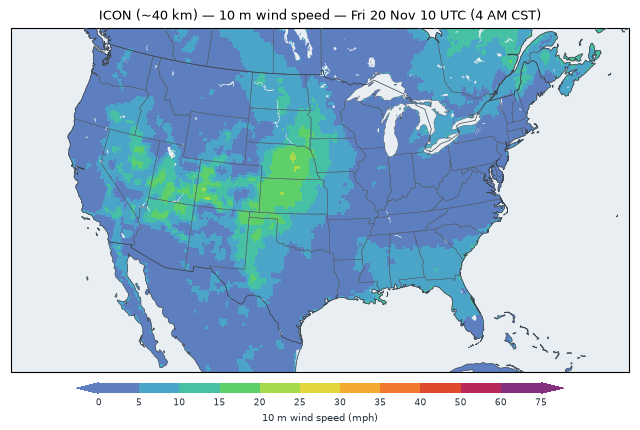 ICON (~40 km) — 10 m wind speed — Fri 20 Nov 10 UTC (4 AM CST)
0 5 10 15 20 25 30 35 40 50 60 75
10 m wind speed (mph)